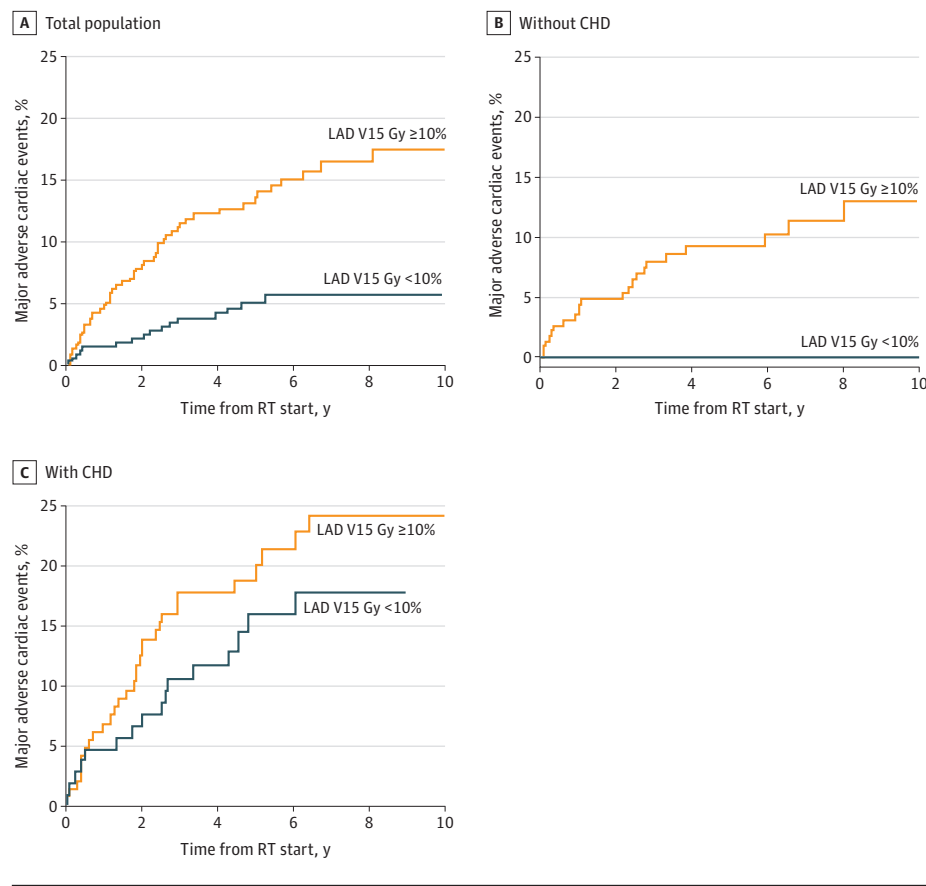 A Total population
25
20
15
10
5
0
Major adverse cardiac events, %
LAD V15 Gy ≥10%
LAD V15 Gy <10%
0 2 4 6 8 10
Time from RT start, y
B Without CHD
25
20
15
10
5
0
Major adverse cardiac events, %
LAD V15 Gy ≥10%
LAD V15 Gy <10%
0 2 4 6 8 10
Time from RT start, y
C With CHD
25
20
15
10
5
0
Major adverse cardiac events, %
LAD V15 Gy ≥10%
LAD V15 Gy <10%
0 2 4 6 8 10
Time from RT start, y